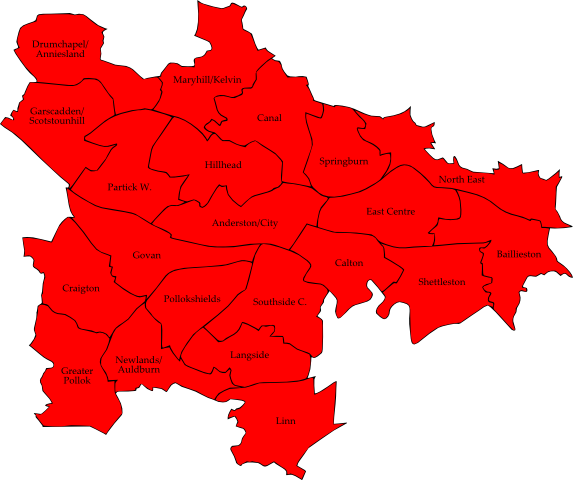 Drumchapel/
Anniesland
Maryhill/Kelvin
Garscadden/
Scotstounhill
Canal
Springburn
Hillhead
North East
Partick W.
East Centre
Anderston/City
Baillieston
Govan
Calton
Shettleston
Craigton
Pollokshields
Southside C.
Langside
Newlands/
Auldburn
Greater
Pollok
Linn